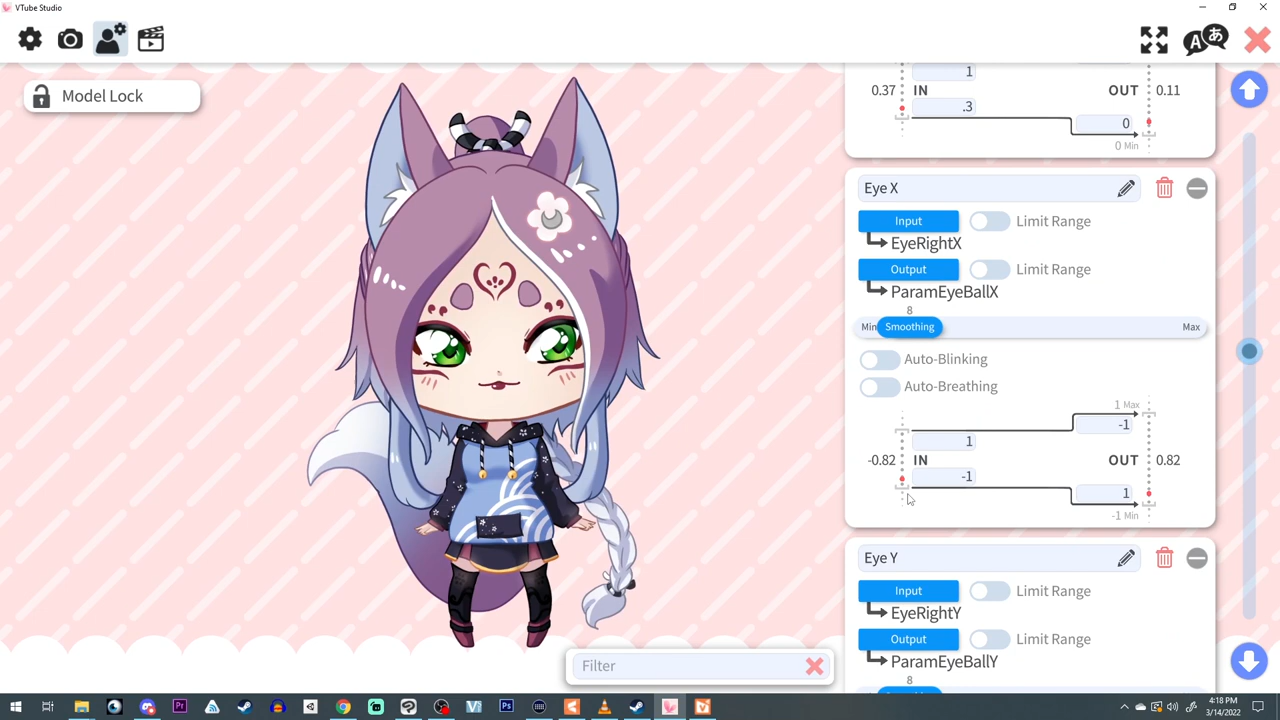 VTube Studio
A あ
Model Lock
1
0.37 IN OUT 0.11
.3
0
0 Min
Eye X
Input Limit Range
EyeRightX
Output Limit Range
ParamEyeBallX
8
Min Smoothing Max
Auto-Blinking
Auto-Breathing
1 Max
-1
1
-0.82 IN OUT 0.82
-1
1
-1 Min
Eye Y
Input Limit Range
EyeRightY
Output Limit Range
ParamEyeBallY
8
Filter
Pr
Ps
4:18 PM
3/14/2022